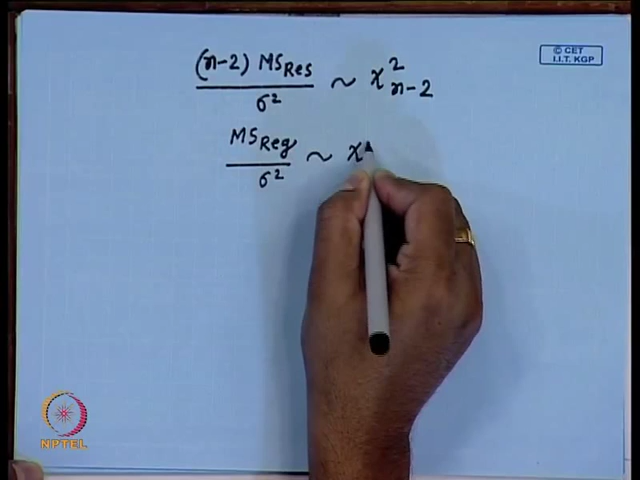 (n-2) MSRes / σ² ~ χ²n-2
MSReg / σ² ~ χ
© CET
I.I.T. KGP
NPTEL